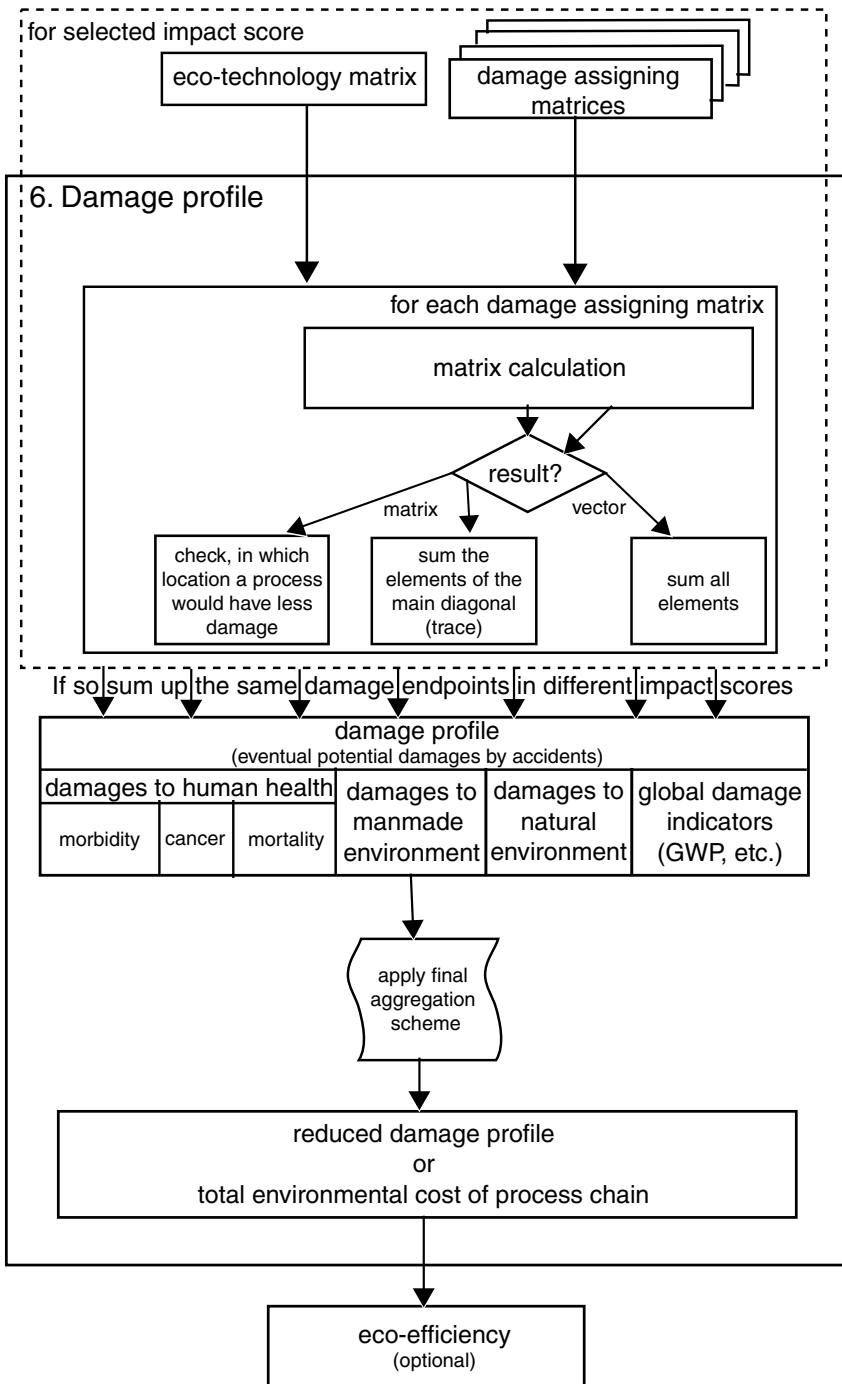 for selected impact score
eco-technology matrix
damage assigning
matrices
6. Damage profile
for each damage assigning matrix
matrix calculation
result?
matrix
vector
check, in which
location a process
would have less
damage
sum the
elements of the
main diagonal
(trace)
sum all
elements
If so sum up the same damage endpoints in different impact scores
damage profile
(eventual potential damages by accidents)
damages to human health
morbidity
cancer
mortality
damages to
manmade
environment
damages to
natural
environment
global damage
indicators
(GWP, etc.)
apply final
aggregation
scheme
reduced damage profile
or
total environmental cost of process chain
eco-efficiency
(optional)